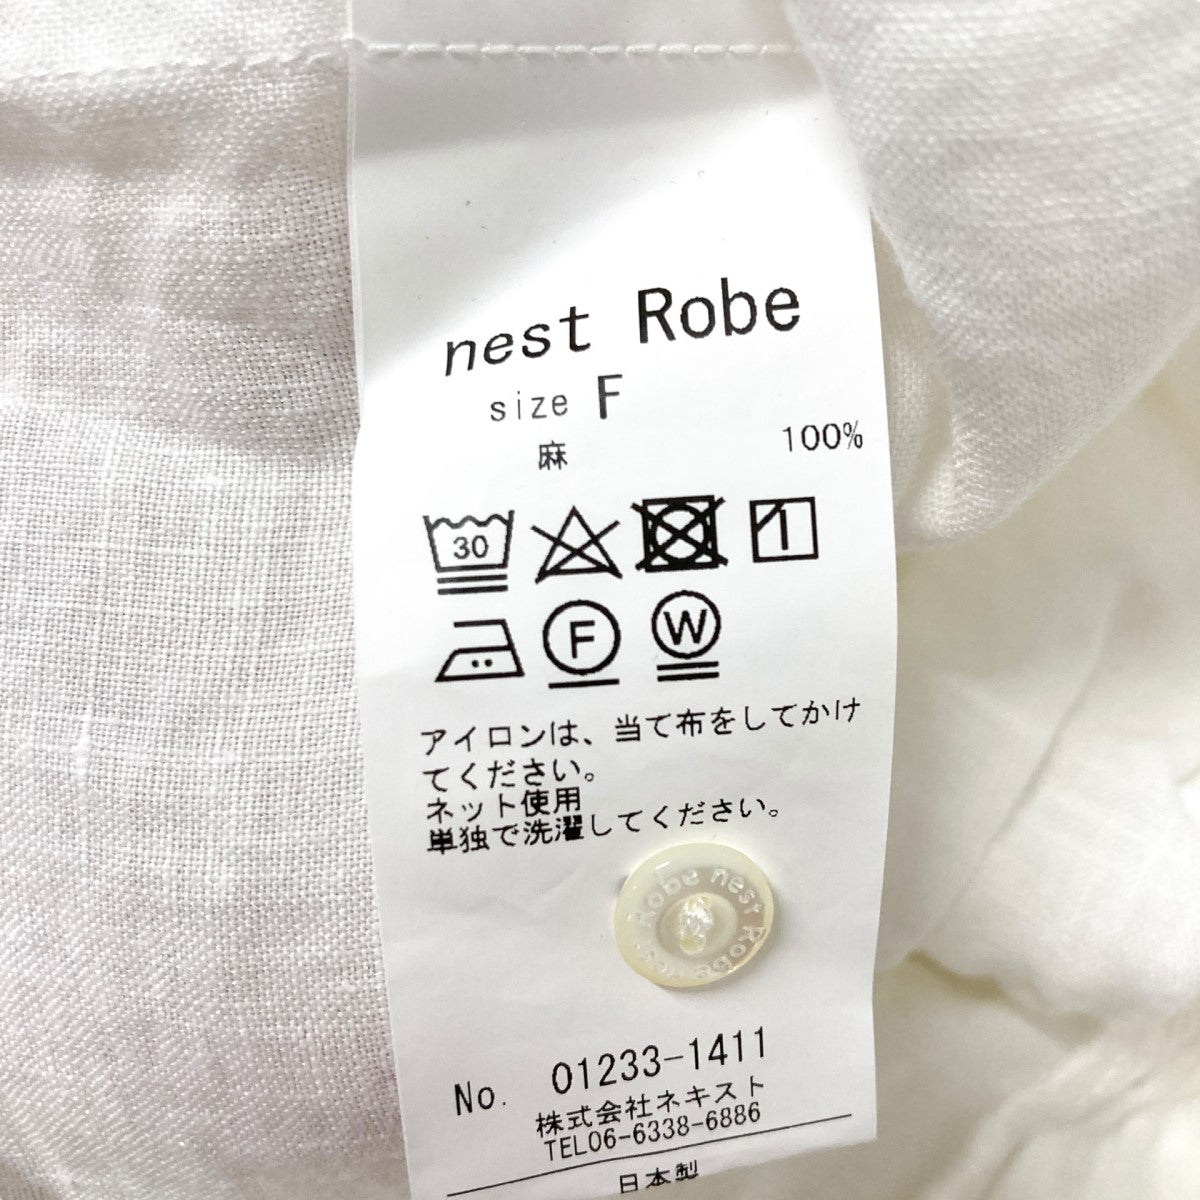 nest Robe
size F
麻 100%
30
F W
アイロンは、当て布をしてかけ
てください。
ネット使用
単独で洗濯してください。
nest Robe nest Robe
No. 01233-1411
株式会社ネキスト
TEL06-6338-6886
日本製